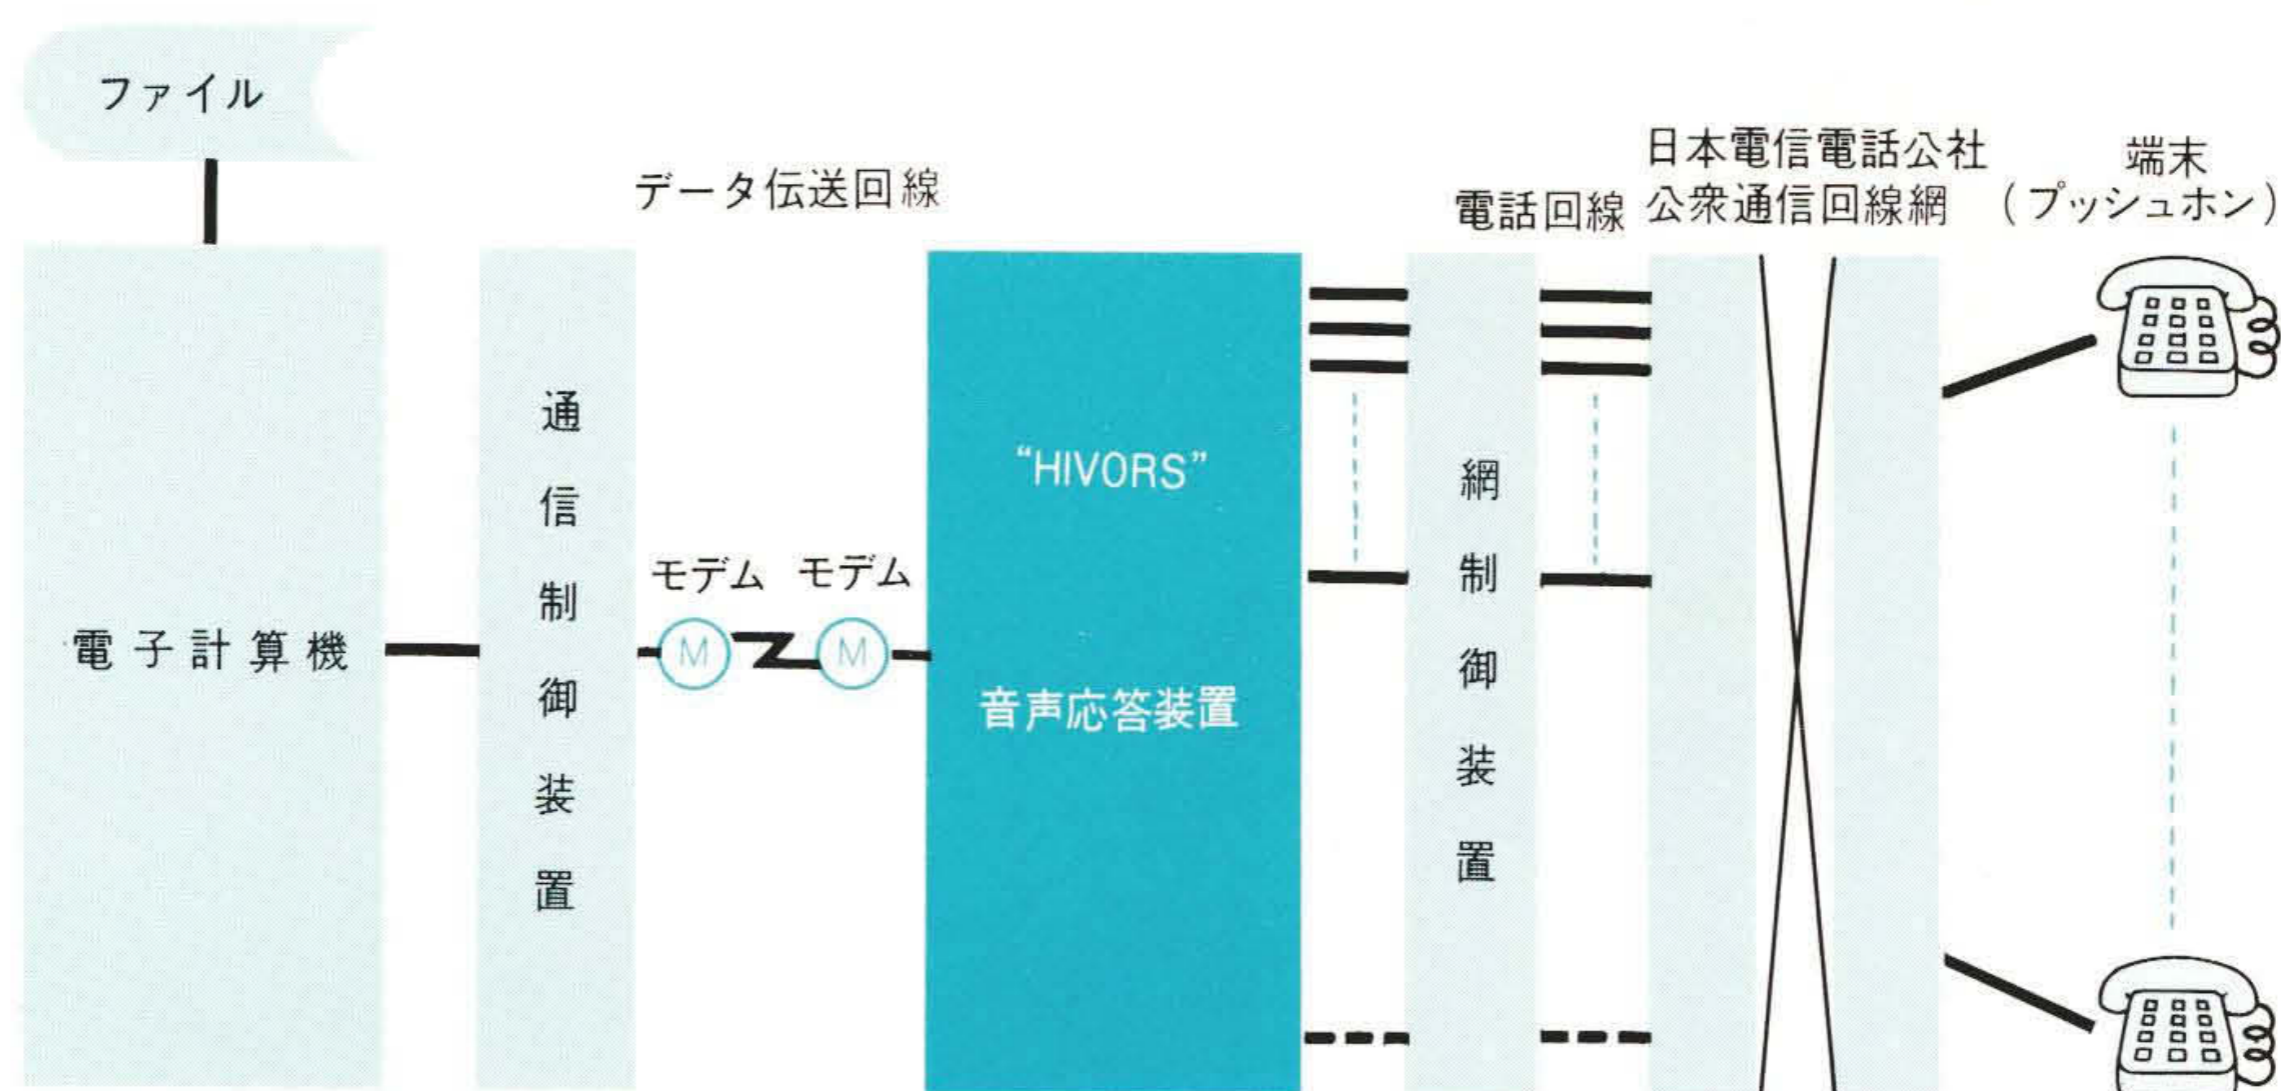 ファイル
データ伝送回線
電話回線
日本電信電話公社
公衆通信回線網
端末
(プッシュホン)
電子計算機
通信制御装置
モデム
モデム
M
M
“HIVORS”
音声応答装置
網制御装置